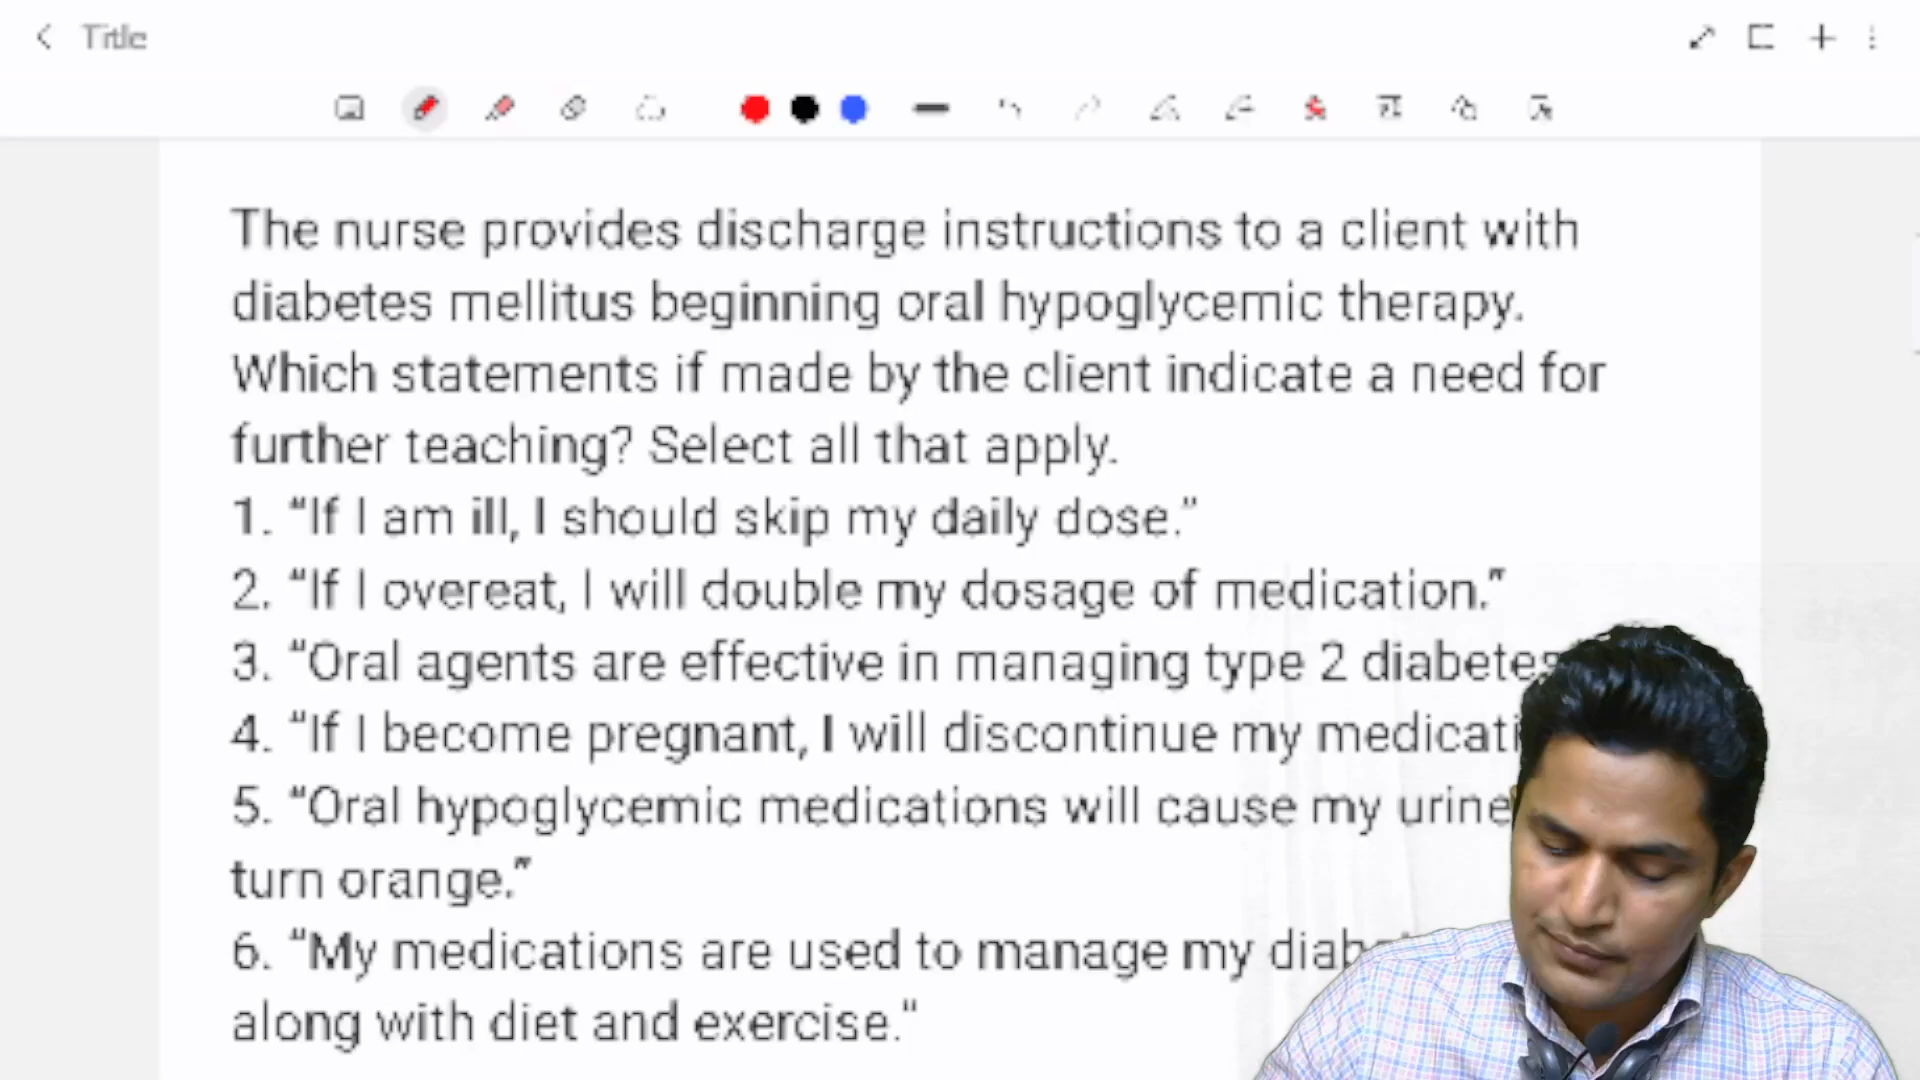 Title
The nurse provides discharge instructions to a client with
diabetes mellitus beginning oral hypoglycemic therapy.
Which statements if made by the client indicate a need for
further teaching? Select all that apply.
1. “If I am ill, I should skip my daily dose.”
2. “If I overeat, I will double my dosage of medication.”
3. “Oral agents are effective in managing type 2 diabetes
4. “If I become pregnant, I will discontinue my
5. “Oral hypoglycemic medications will cause my urine
turn orange.”
6. “My medications are used to manage my
along with diet and exercise."